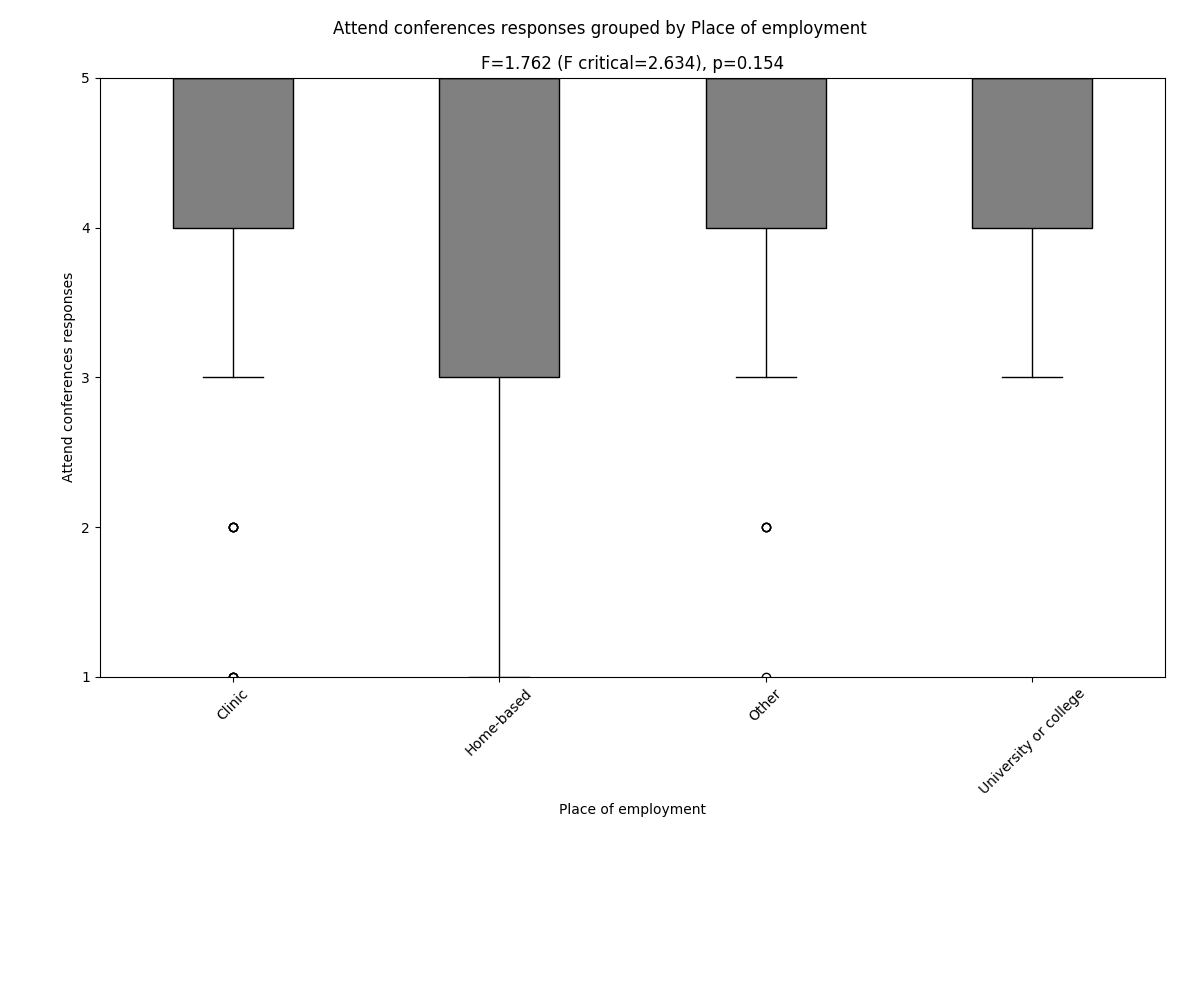 Attend conferences responses grouped by Place of employment
F=1.762 (F critical=2.634), p=0.154
5
4
3
2
1
Attend conferences responses
Clinic
Home-based
Other
University or college
Place of employment